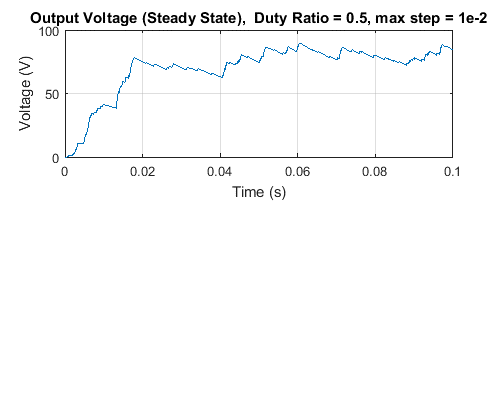 Output Voltage (Steady State), Duty Ratio = 0.5, max step = 1e-2
100
50
0
Voltage (V)
0 0.02 0.04 0.06 0.08 0.1
Time (s)